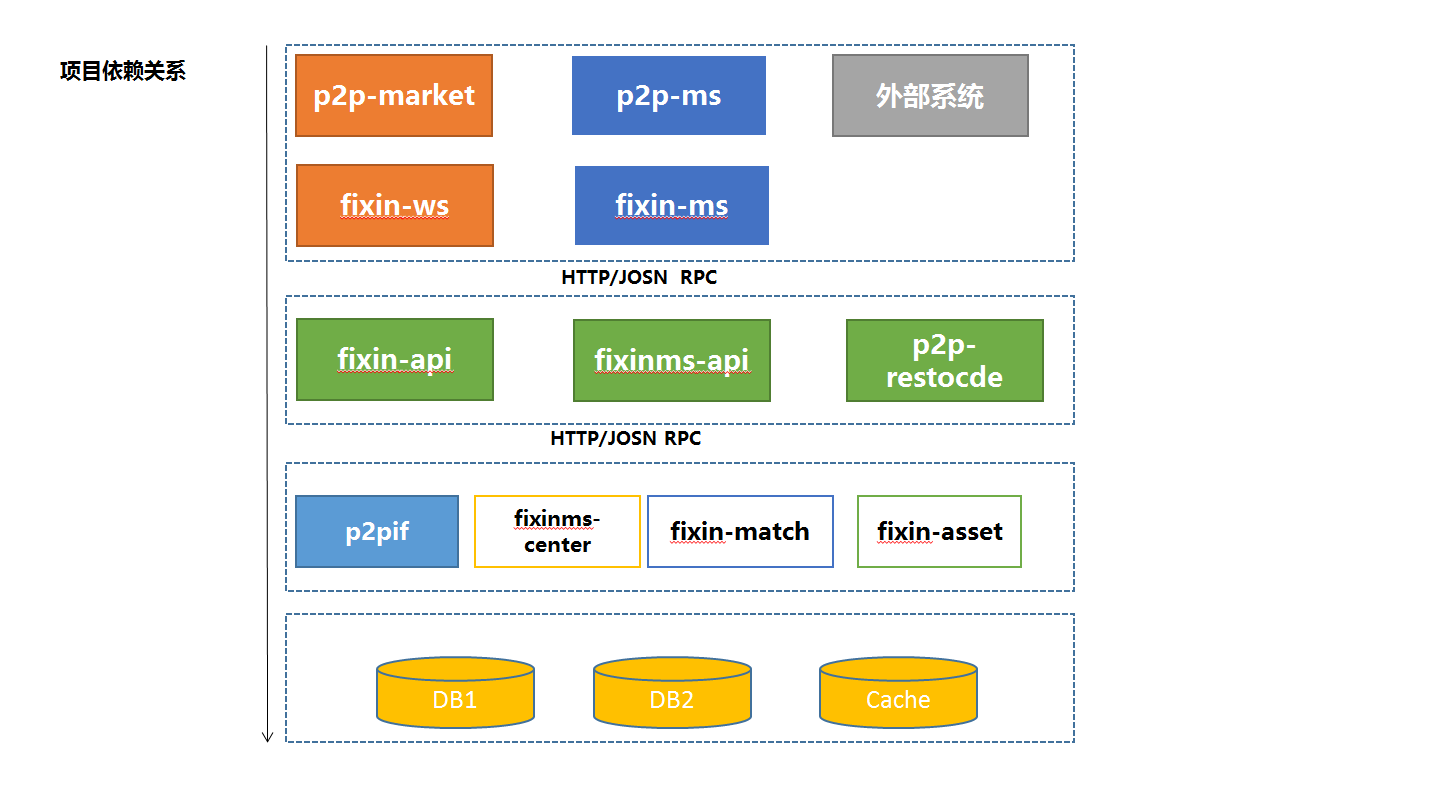 项目依赖关系
p2p-market
p2p-ms
外部系统
fixin-ws
fixin-ms
HTTP/JOSN  RPC
fixin-api
fixinms-api
p2p-
restocde
HTTP/JOSN RPC
p2pif
fixinms-
center
fixin-match
fixin-asset
DB1
DB2
Cache